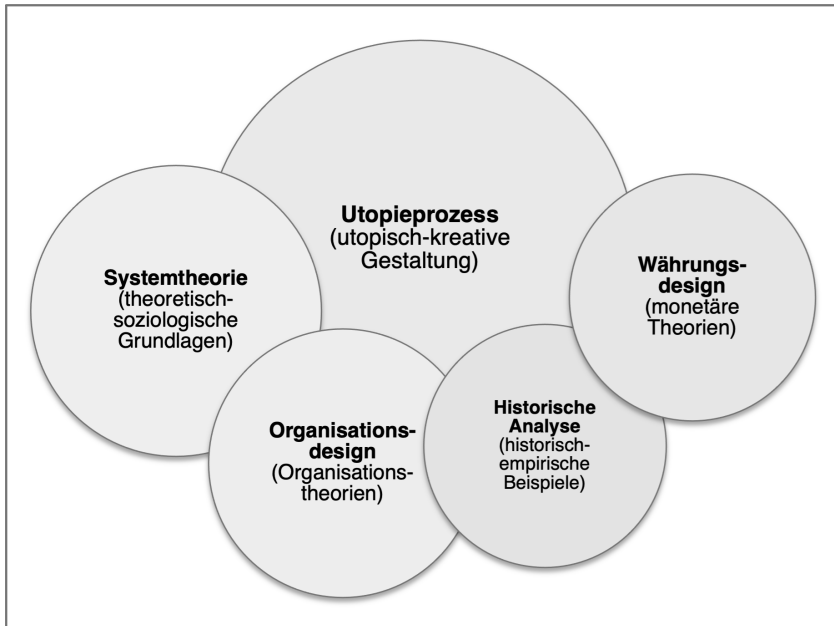 Utopieprozess
(utopisch-kreative
Gestaltung)
Systemtheorie
(theoretisch-
soziologische
Grundlagen)
Währungs-
design
(monetäre
Theorien)
Organisations-
design
(Organisations-
theorien)
Historische
Analyse
(historisch-
empirische
Beispiele)